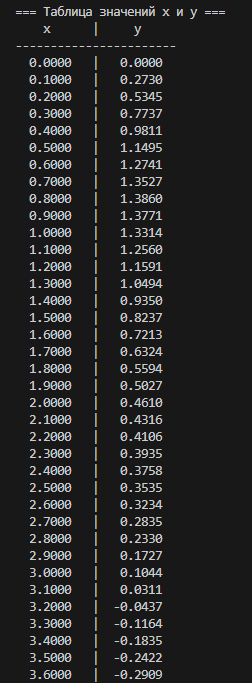 === Таблица значений x и y ===
x | y
-----------------------
0.0000 | 0.0000
0.1000 | 0.2730
0.2000 | 0.5345
0.3000 | 0.7737
0.4000 | 0.9811
0.5000 | 1.1495
0.6000 | 1.2741
0.7000 | 1.3527
0.8000 | 1.3860
0.9000 | 1.3771
1.0000 | 1.3314
1.1000 | 1.2560
1.2000 | 1.1591
1.3000 | 1.0494
1.4000 | 0.9350
1.5000 | 0.8237
1.6000 | 0.7213
1.7000 | 0.6324
1.8000 | 0.5594
1.9000 | 0.5027
2.0000 | 0.4610
2.1000 | 0.4316
2.2000 | 0.4106
2.3000 | 0.3935
2.4000 | 0.3758
2.5000 | 0.3535
2.6000 | 0.3234
2.7000 | 0.2835
2.8000 | 0.2330
2.9000 | 0.1727
3.0000 | 0.1044
3.1000 | 0.0311
3.2000 | -0.0437
3.3000 | -0.1164
3.4000 | -0.1835
3.5000 | -0.2422
3.6000 | -0.2909